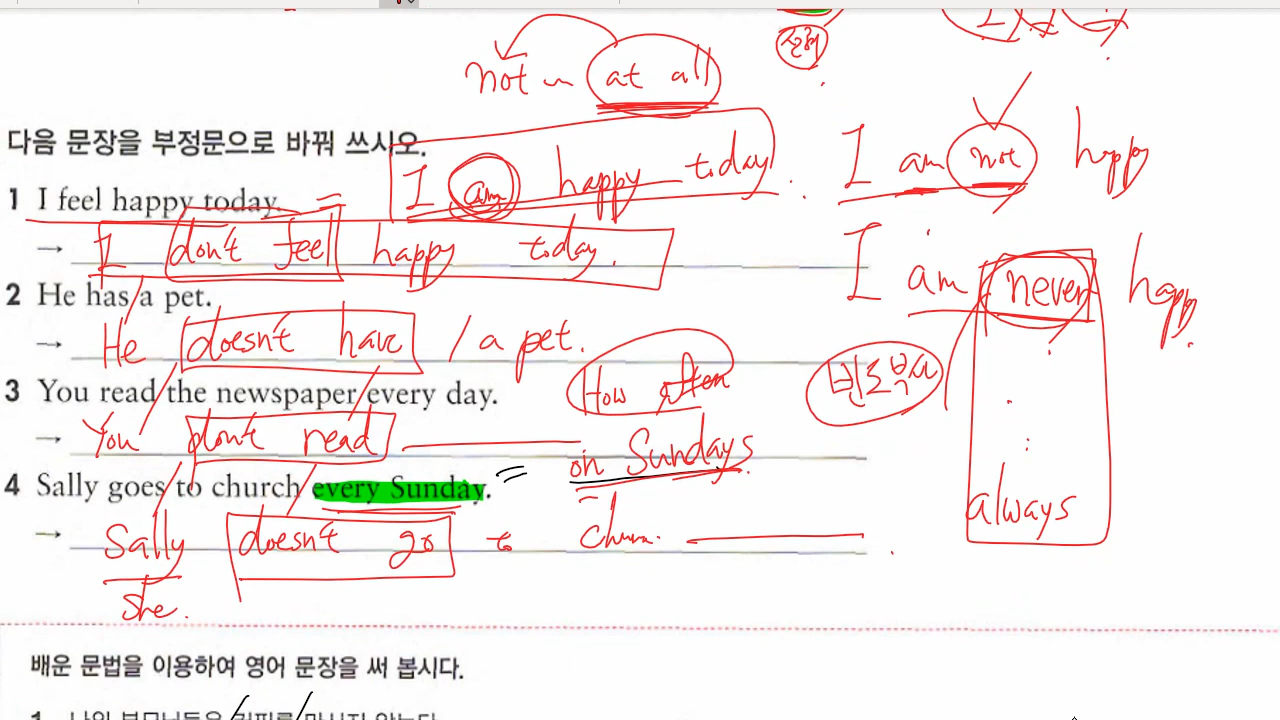 not ~ at all
다음 문장을 부정문으로 바꿔 쓰시오.
I am happy today.
I am not happy
1 I feel happy today.
→ I don't feel happy today.
I am never happy.
2 He has a pet.
→ He doesn't have / a pet.
How often
빈도부사
3 You read the newspaper every day.
→ You don't read
on Sundays
4 Sally goes to church every Sunday. =
always
→ Sally doesn't go to
She.
배운 문법을 이용하여 영어 문장을 써 봅시다.